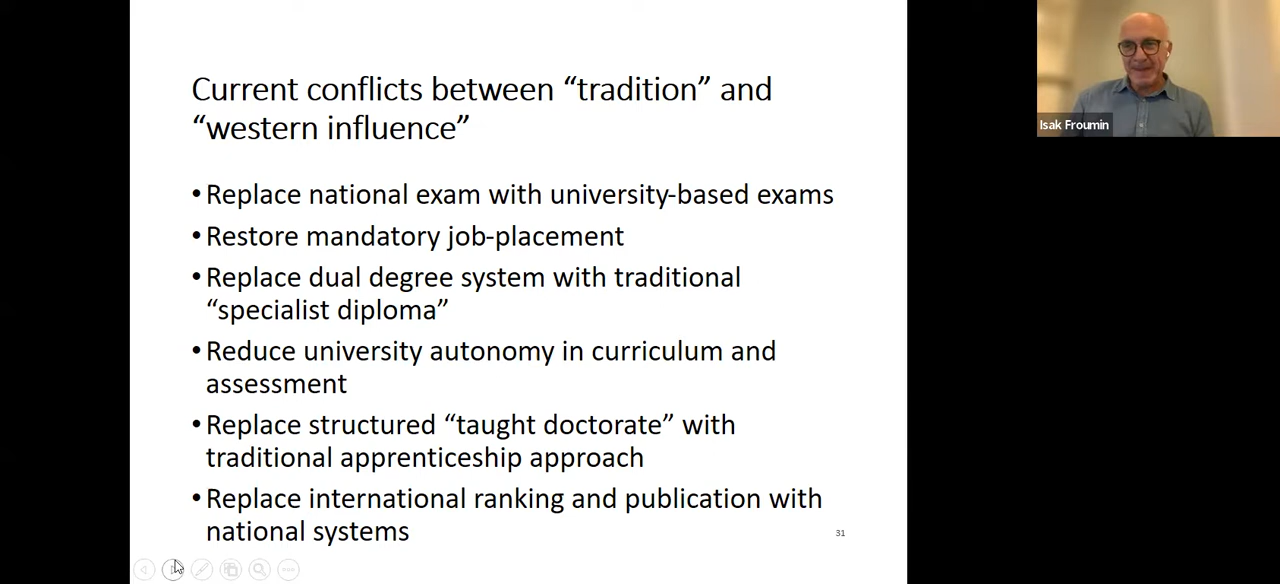 Current conflicts between “tradition” and
“western influence”
•Replace national exam with university-based exams
•Restore mandatory job-placement
•Replace dual degree system with traditional
“specialist diploma”
•Reduce university autonomy in curriculum and
assessment
•Replace structured “taught doctorate” with
traditional apprenticeship approach
•Replace international ranking and publication with
national systems
31
Isak Froumin